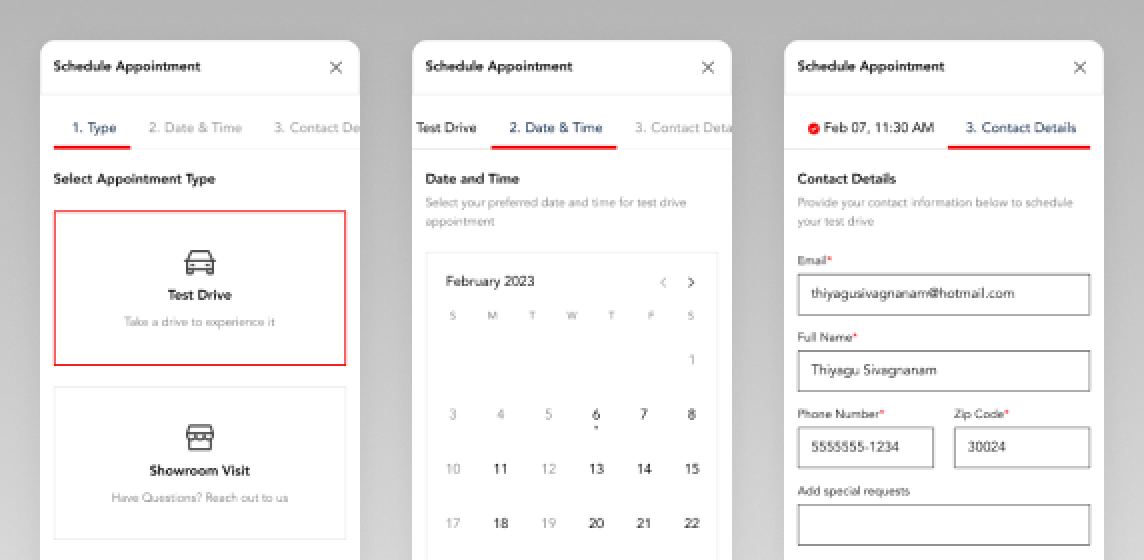 Schedule Appointment
1. Type 2. Date & Time 3. Contact De
Select Appointment Type
Test Drive
Take a drive to experience it
Showroom Visit
Have Questions? Reach out to us
Schedule Appointment
Test Drive 2. Date & Time 3. Contact Deta
Date and Time
Select your preferred date and time for test drive
appointment
February 2023
S M T W T F S
1
3 4 5 6 7 8
10 11 12 13 14 15
17 18 19 20 21 22
Schedule Appointment
Feb 07, 11:30 AM 3. Contact Details
Contact Details
Provide your contact information below to schedule
your test drive
Email*
thiyagusivagnanam@hotmail.com
Full Name*
Thiyagu Sivagnanam
Phone Number* Zip Code*
5555555-1234 30024
Add special requests